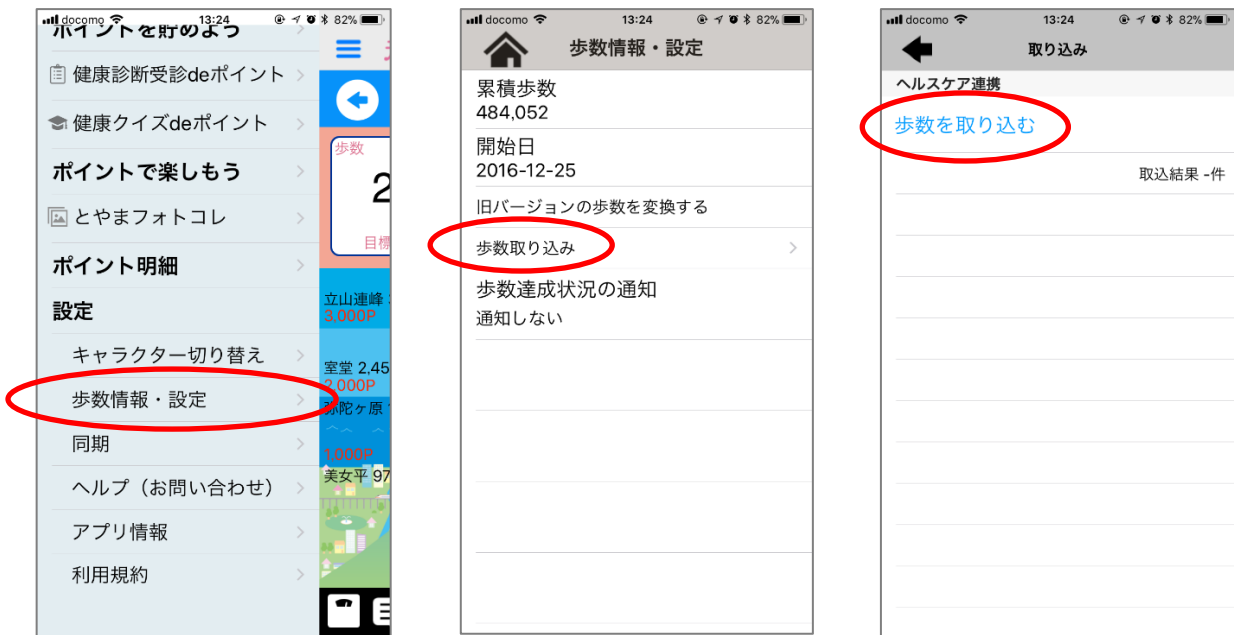 docomo 13:24 82%
ポイントを貯めよう
健康診断受診deポイント
健康クイズdeポイント
ポイントで楽しもう
とやまフォトコレ
ポイント明細
設定
キャラクター切り替え
歩数情報・設定
同期
ヘルプ（お問い合わせ）
アプリ情報
利用規約
歩数
2
目標
立山連峰
3,000P
室堂 2,45
2,000P
弥陀ヶ原
1,000P
美女平 97
docomo 13:24 82%
歩数情報・設定
累積歩数
484,052
開始日
2016-12-25
旧バージョンの歩数を変換する
歩数取り込み
歩数達成状況の通知
通知しない
docomo 13:24 82%
取り込み
ヘルスケア連携
歩数を取り込む
取込結果 -件